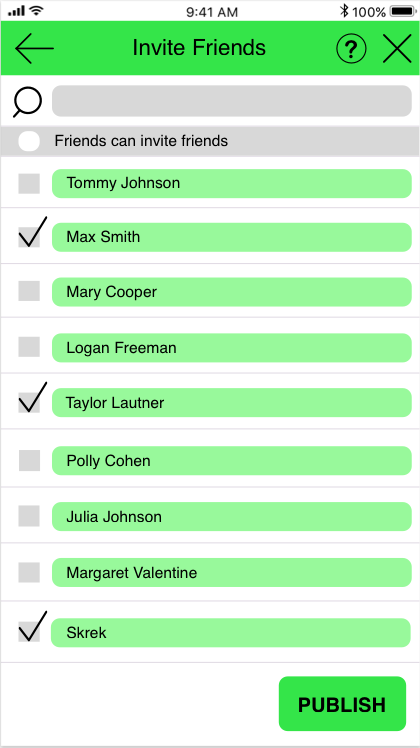 9:41 AM 100%
Invite Friends ?
Friends can invite friends
Tommy Johnson
Max Smith
Mary Cooper
Logan Freeman
Taylor Lautner
Polly Cohen
Julia Johnson
Margaret Valentine
Skrek
PUBLISH